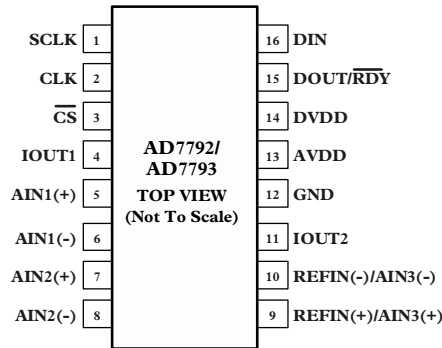 SCLK 1 16 DIN
CLK 2 15 DOUT/R̅D̅Y̅
C̅S̅ 3 14 DVDD
IOUT1 4 13 AVDD
AIN1(+) 5 12 GND
AIN1(-) 6 11 IOUT2
AIN2(+) 7 10 REFIN(-)/AIN3(-)
AIN2(-) 8 9 REFIN(+)/AIN3(+)
AD7792/
AD7793
TOP VIEW
(Not To Scale)